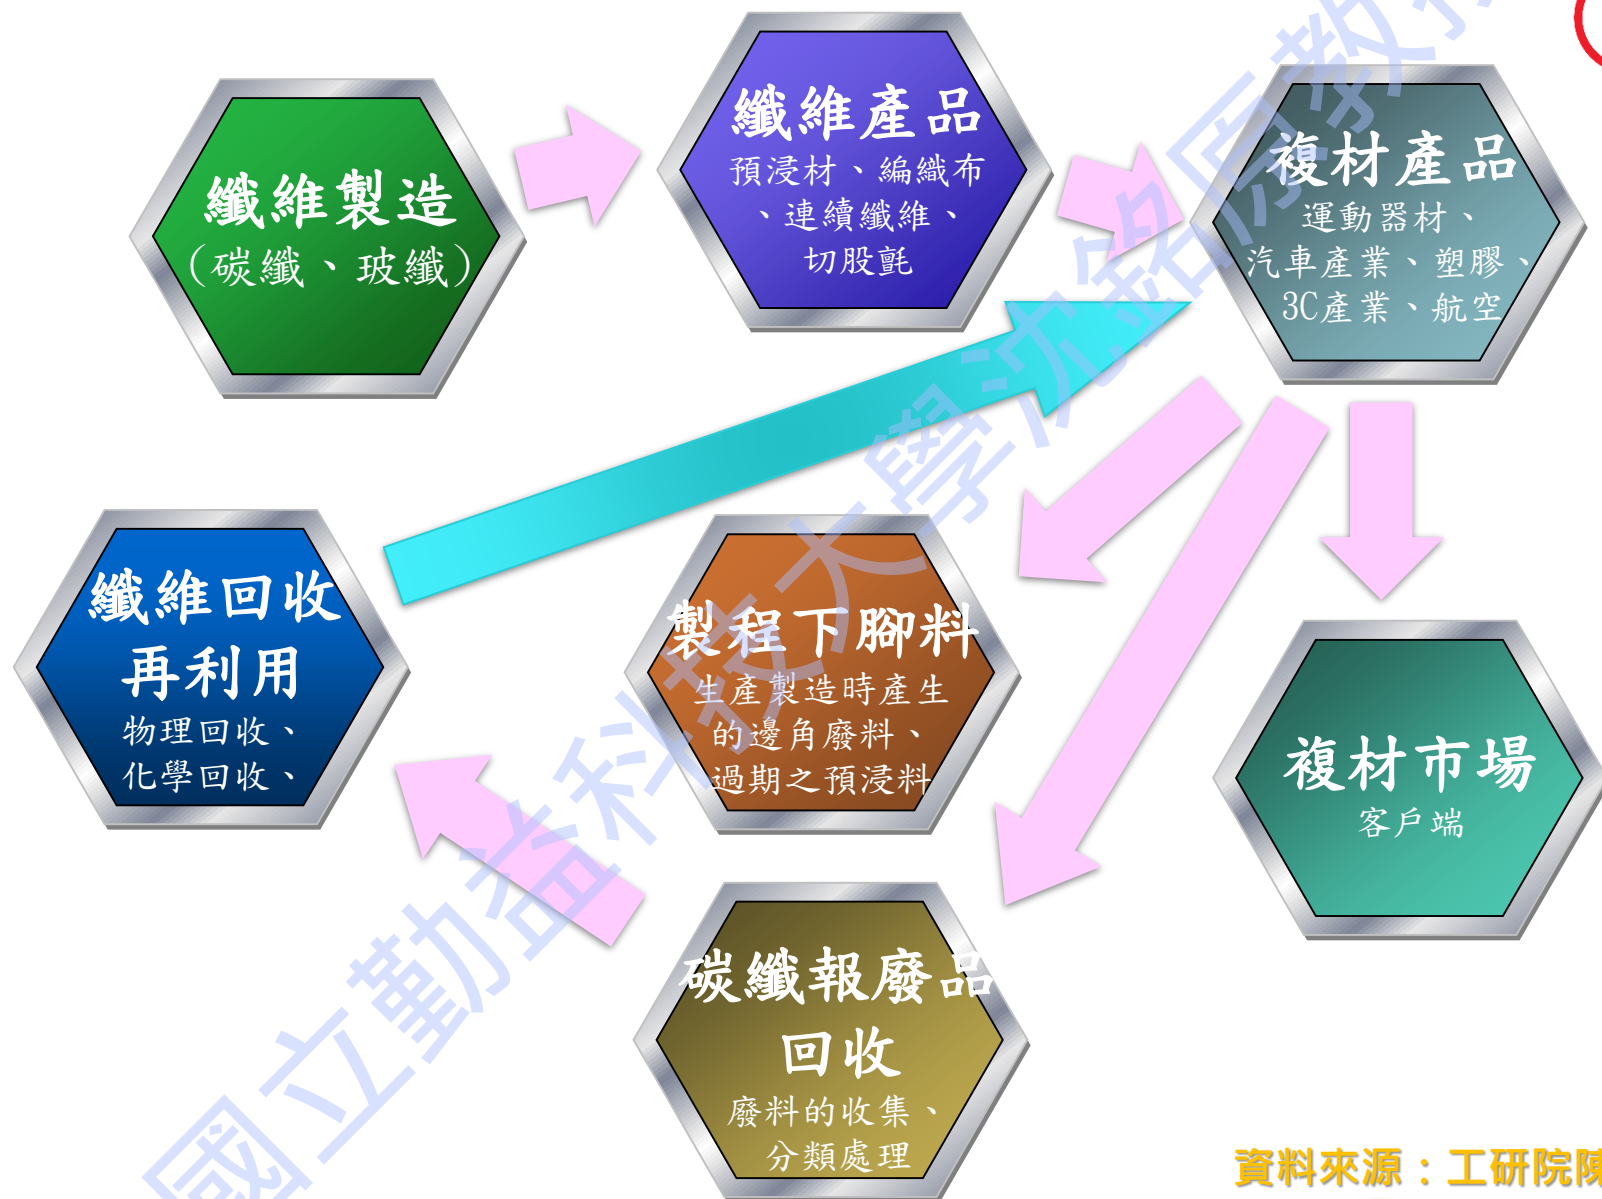 纖維製造
(碳纖、玻纖)
纖維產品
預浸材、編織布
、連續纖維、
切股氈
複材產品
運動器材、
汽車產業、塑膠、
3C產業、航空
纖維回收
再利用
物理回收、
化學回收、
製程下腳料
生產製造時產生
的邊角廢料、
過期之預浸料
複材市場
客戶端
碳纖報廢品
回收
廢料的收集、
分類處理
資料來源：工研院陳
國立勤益科技大學沈銘原教